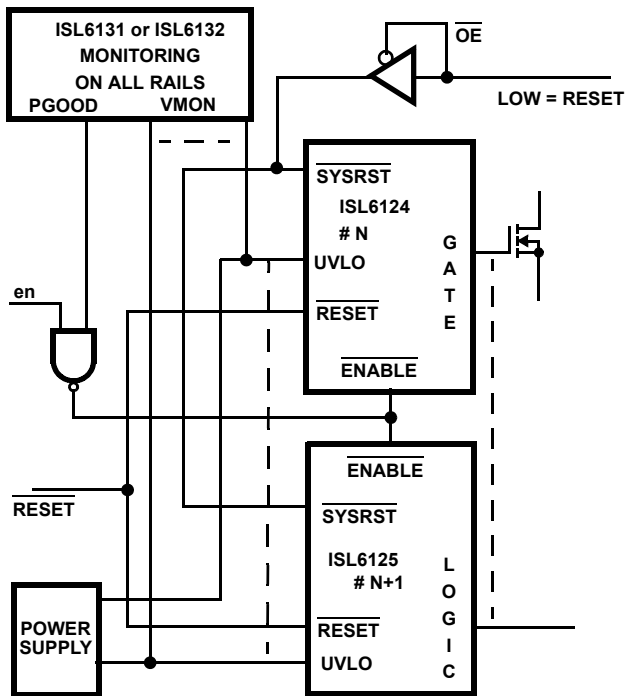 ISL6131 or ISL6132
MONITORING
ON ALL RAILS
PGOOD VMON
OE
LOW = RESET
SYSRST
ISL6124
# N
UVLO
RESET
ENABLE
G
A
T
E
en
RESET
ENABLE
SYSRST
ISL6125
# N+1
RESET
UVLO
L
O
G
I
C
POWER
SUPPLY